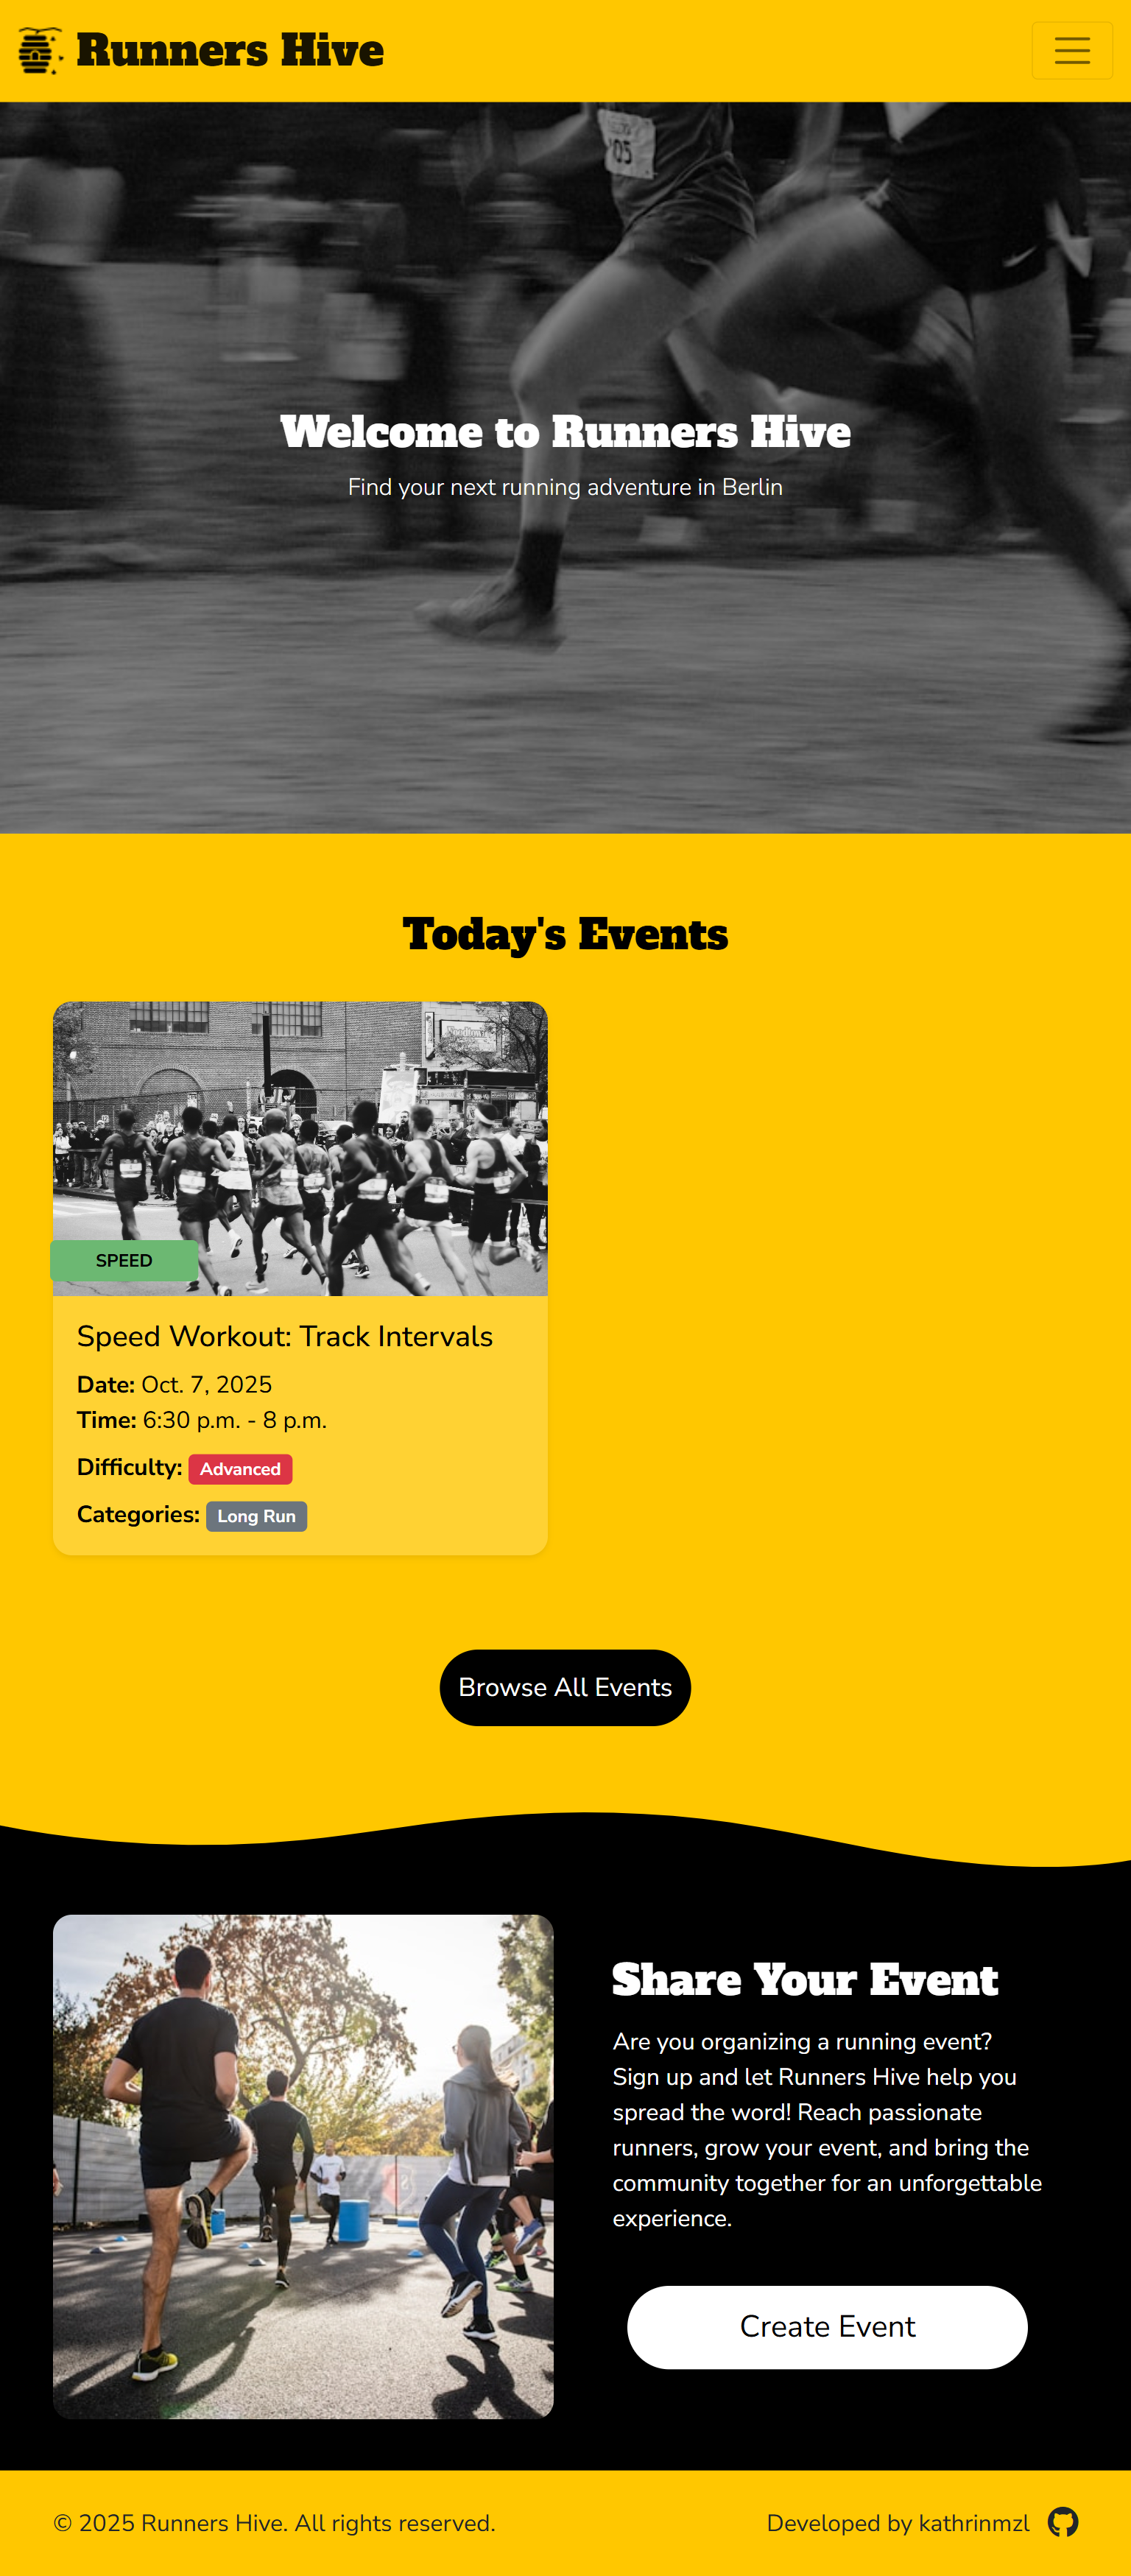 Runners Hive
05
Welcome to Runners Hive
Find your next running adventure in Berlin
Today's Events
SPEED
Speed Workout: Track Intervals
Date: Oct. 7, 2025
Time: 6:30 p.m. - 8 p.m.
Difficulty: Advanced
Categories: Long Run
Browse All Events
Share Your Event
Are you organizing a running event?
Sign up and let Runners Hive help you
spread the word! Reach passionate
runners, grow your event, and bring the
community together for an unforgettable
experience.
Create Event
© 2025 Runners Hive. All rights reserved.
Developed by kathrinmzl